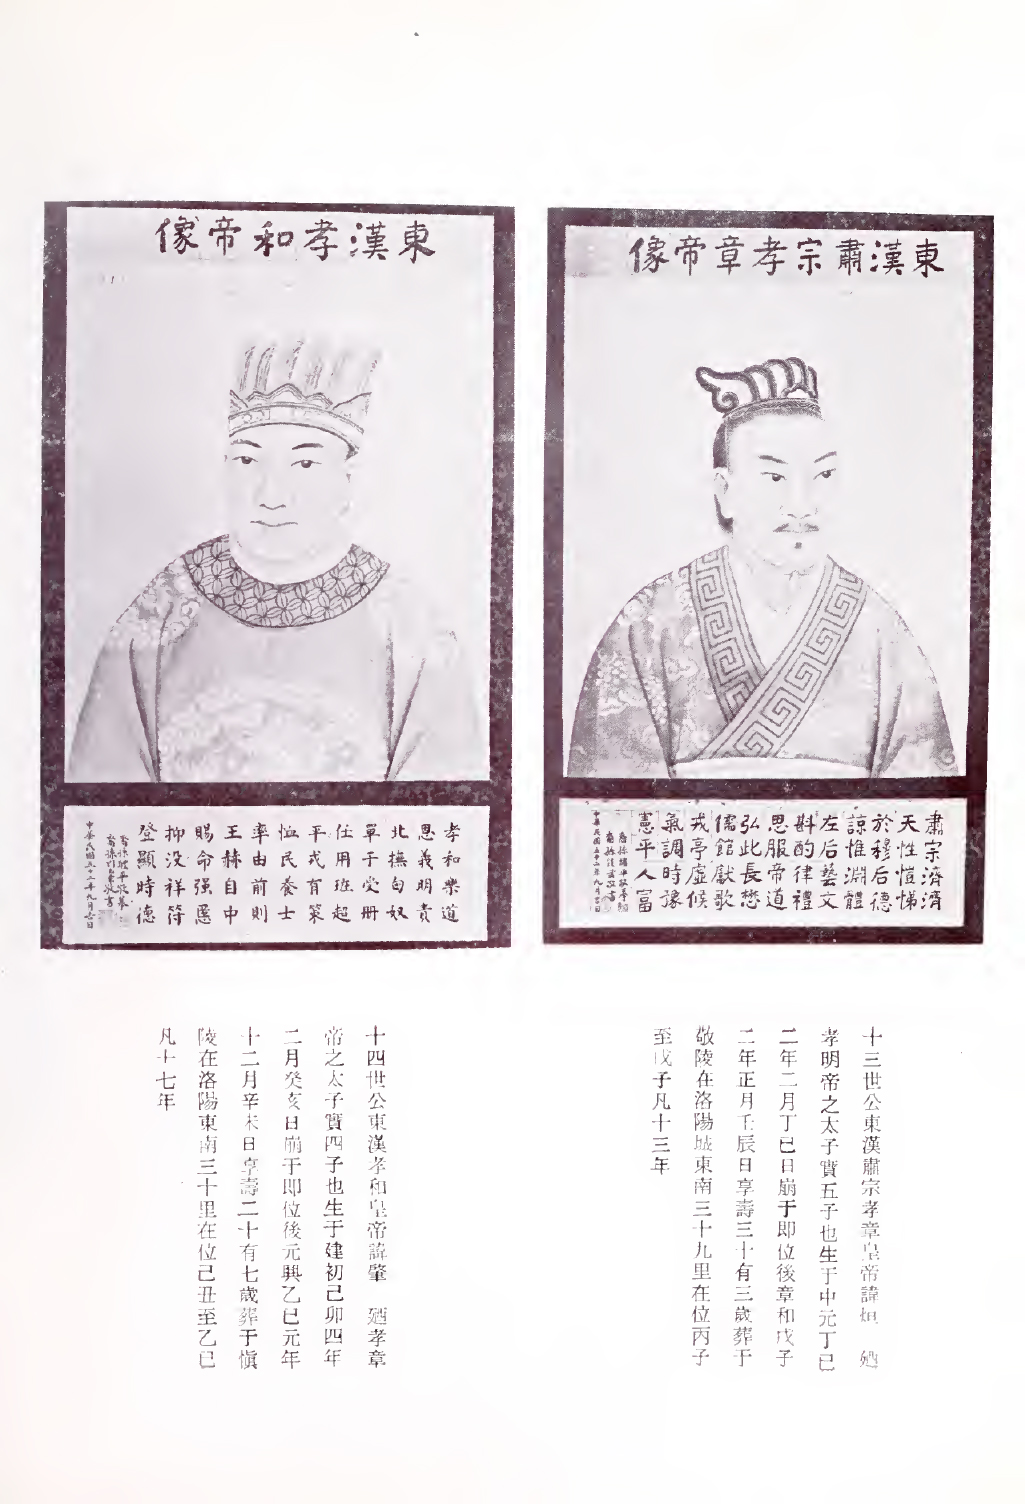 東漢肅宗孝章帝像
肅宗濟濟
天性愷悌
於穆后德
諒惟淵體
左右藝文
斟酌律禮
思服帝道
弘此長懋
儒館獻歌
戎亭虛候
氣調時豫
憲平人富
中華民國五十二年九月吉日
十三世公東漢肅宗孝章皇帝諱炟 廼
孝明帝之太子實五子也生于中元丁巳
二年二月丁巳日崩于即位後章和戊子
二年正月壬辰日享壽三十有三歲葬于
敬陵在洛陽城東南三十九里在位丙子
至戊子凡十三年
東漢孝和帝像
孝和樂道
恩義明責
北撫匈奴
單于受册
任用班超
平戎有策
恤民養士
率由前則
王赫自中
賜命强慝
抑没祥符
登顯時德
中華民國五十二年九月吉日
十四世公東漢孝和皇帝諱肇 廼孝章
帝之太子實四子也生于建初己卯四年
二月癸亥日崩于即位後元興乙巳元年
十二月辛未日享壽二十有七歲葬于愼
陵在洛陽東南三十里在位己丑至乙巳
凡十七年